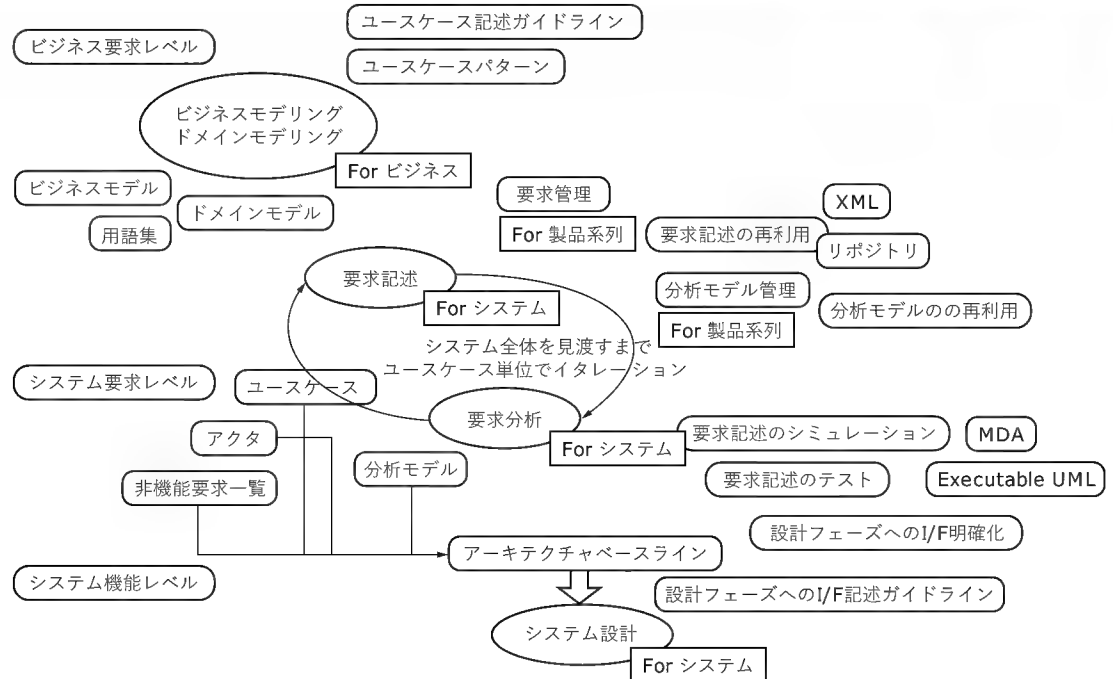 ユースケース記述ガイドライン
ビジネス要求レベル
ユースケースパターン
ビジネスモデリング
ドメインモデリング
For ビジネス
ビジネスモデル
ドメインモデル
用語集
要求管理
For 製品系列
要求記述の再利用
XML
リポジトリ
要求記述
For システム
分析モデル管理
For 製品系列
分析モデルのの再利用
システム全体を見渡すまで
ユースケース単位でイタレーション
システム要求レベル
ユースケース
要求分析
For システム
アクタ
要求記述のシミュレーション
MDA
分析モデル
非機能要求一覧
要求記述のテスト
Executable UML
設計フェーズへのI/F明確化
アーキテクチャベースライン
システム機能レベル
設計フェーズへのI/F記述ガイドライン
システム設計
For システム